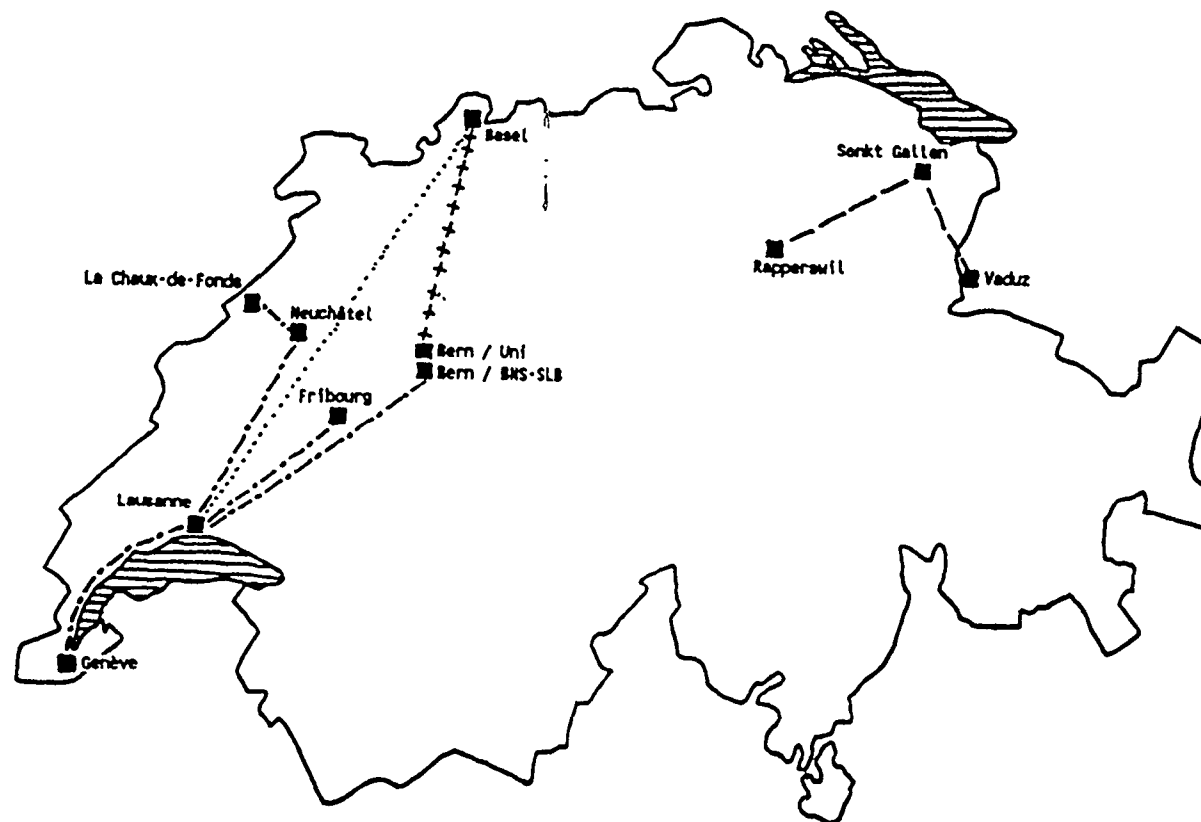 Basel
Sankt Gallen
Rapperswil
Vaduz
La Chaux-de-Fonds
Neuchâtel
Bern / Uni
Bern / BNS-SLB
Fribourg
Lausanne
Genève